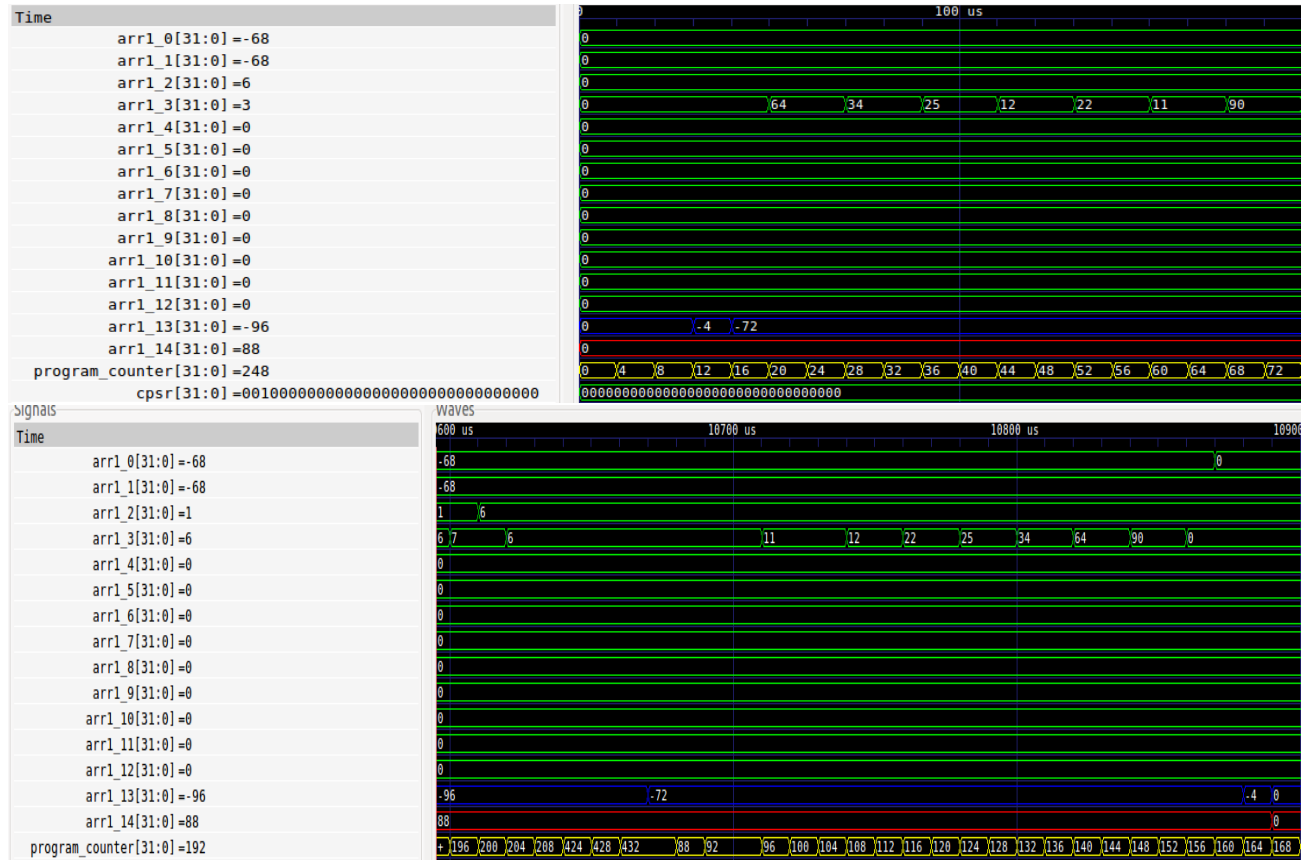 Time 0 100 us
arr1_0[31:0]=-68 0
arr1_1[31:0]=-68 0
arr1_2[31:0]=6 0
arr1_3[31:0]=3 0 64 34 25 12 22 11 90
arr1_4[31:0]=0 0
arr1_5[31:0]=0 0
arr1_6[31:0]=0 0
arr1_7[31:0]=0 0
arr1_8[31:0]=0 0
arr1_9[31:0]=0 0
arr1_10[31:0]=0 0
arr1_11[31:0]=0 0
arr1_12[31:0]=0 0
arr1_13[31:0]=-96 0 -4 -72
arr1_14[31:0]=88 0
program_counter[31:0]=248 0 4 8 12 16 20 24 28 32 36 40 44 48 52 56 60 64 68 72
cpsr[31:0]=00100000000000000000000000000000 00000000000000000000000000000000
Signals Waves
Time 600 us 10700 us 10800 us 10900
arr1_0[31:0]=-68 -68 0
arr1_1[31:0]=-68 -68
arr1_2[31:0]=1 1 6
arr1_3[31:0]=6 6 7 6 11 12 22 25 34 64 90 0
arr1_4[31:0]=0 0
arr1_5[31:0]=0 0
arr1_6[31:0]=0 0
arr1_7[31:0]=0 0
arr1_8[31:0]=0 0
arr1_9[31:0]=0 0
arr1_10[31:0]=0 0
arr1_11[31:0]=0 0
arr1_12[31:0]=0 0
arr1_13[31:0]=-96 -96 -72 -4 0
arr1_14[31:0]=88 88 0
program_counter[31:0]=192 + 196 200 204 208 424 428 432 88 92 96 100 104 108 112 116 120 124 128 132 136 140 144 148 152 156 160 164 168